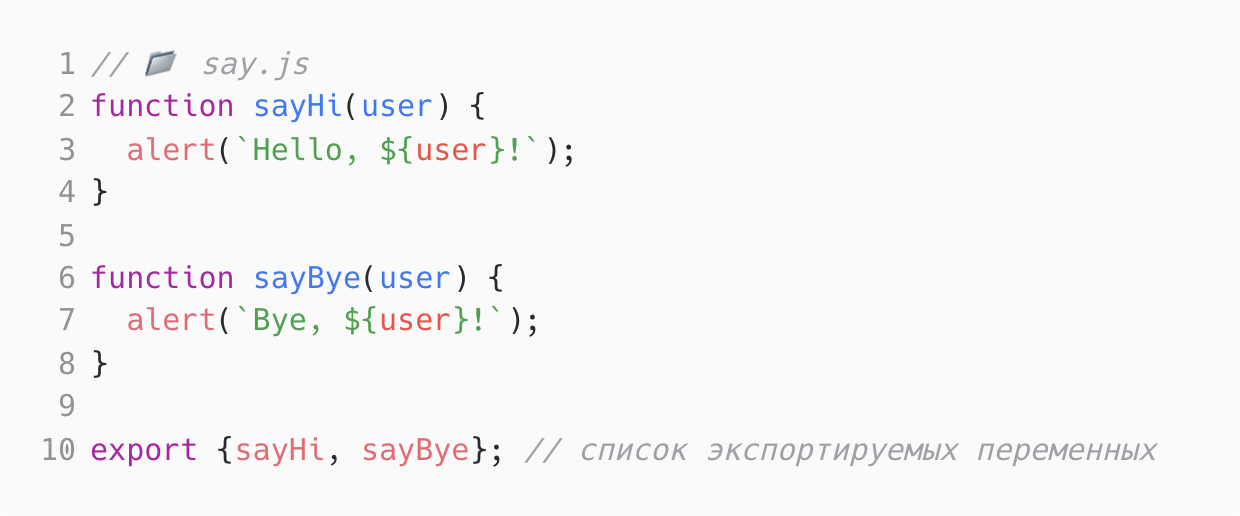 1 // 📁 say.js
2 function sayHi(user) {
3   alert(`Hello, ${user}!`);
4 }
5
6 function sayBye(user) {
7   alert(`Bye, ${user}!`);
8 }
9
10 export {sayHi, sayBye}; // список экспортируемых переменных